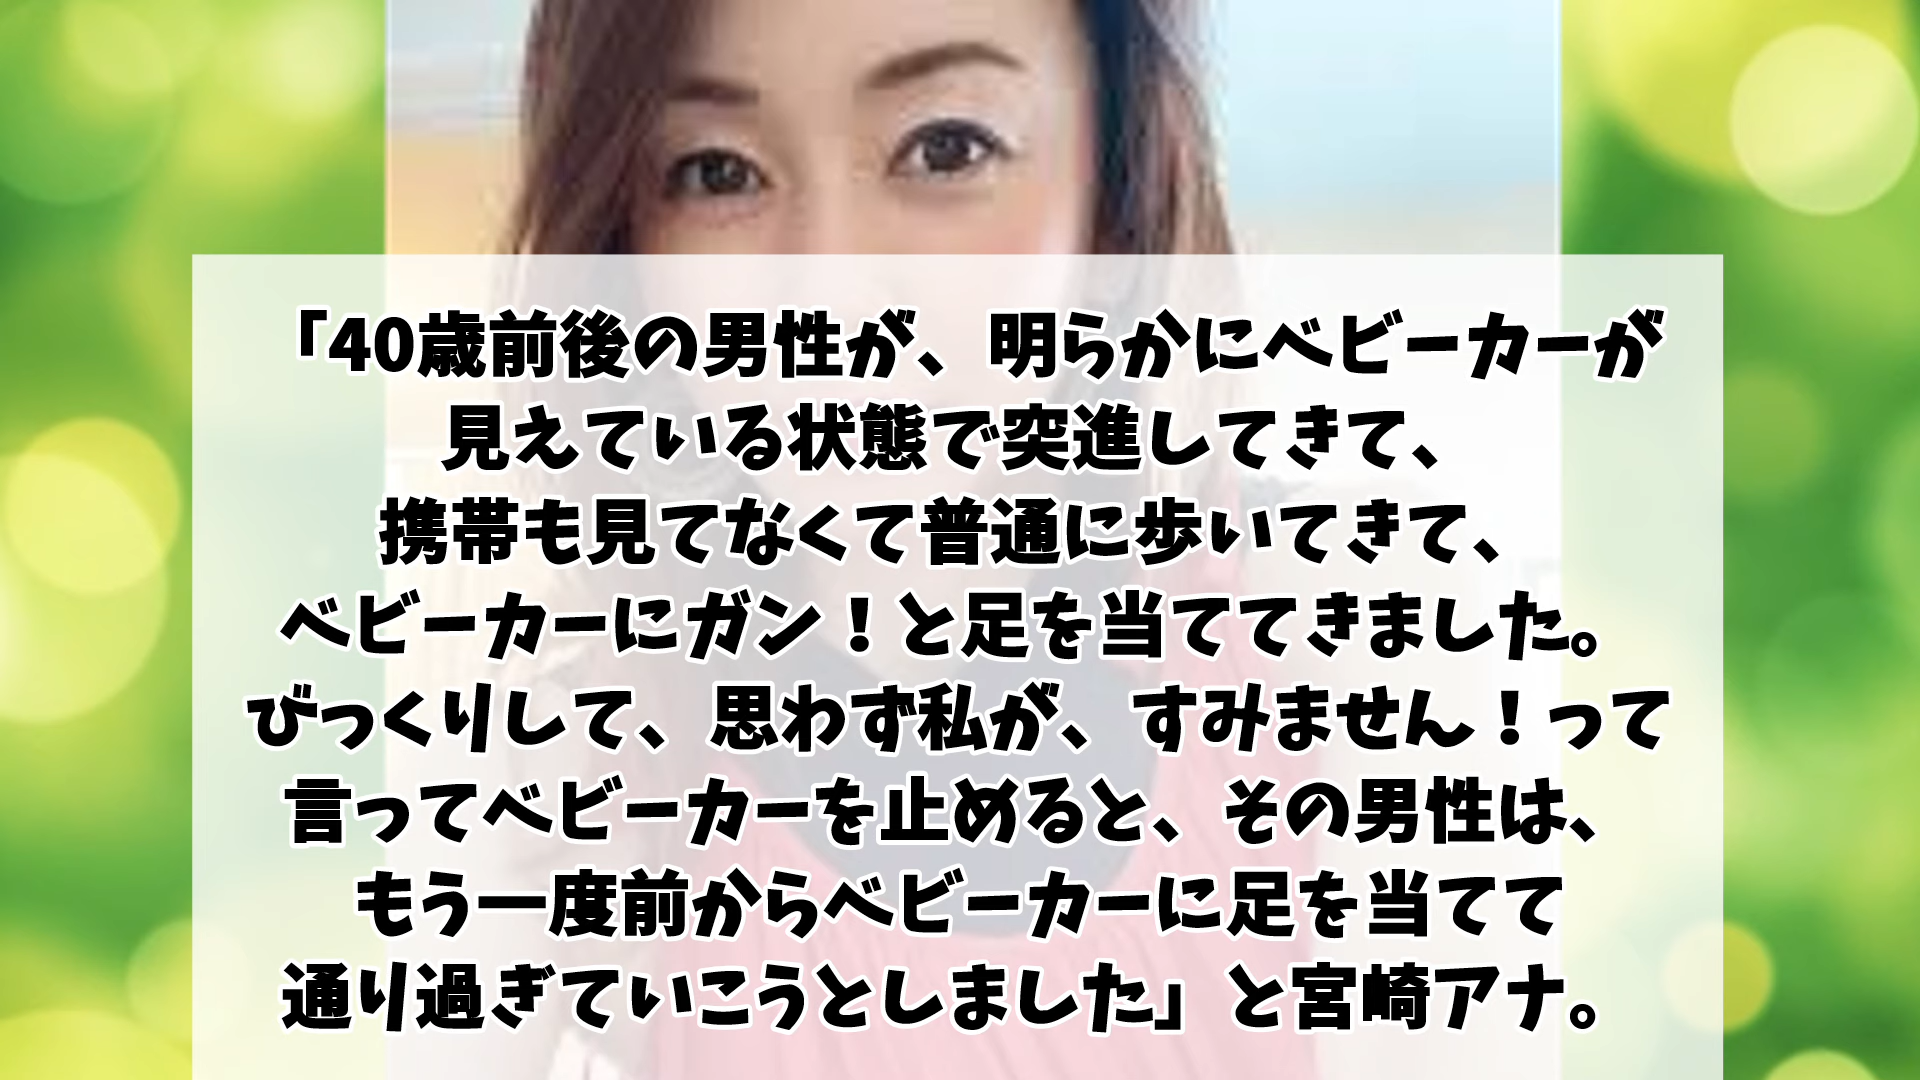 「40歳前後の男性が、明らかにベビーカーが
見えている状態で突進してきて、
携帯も見てなくて普通に歩いてきて、
ベビーカーにガン！と足を当ててきました。
びっくりして、思わず私が、すみません！って
言ってベビーカーを止めると、その男性は、
もう一度前からベビーカーに足を当てて
通り過ぎていこうとしました」と宮崎アナ。